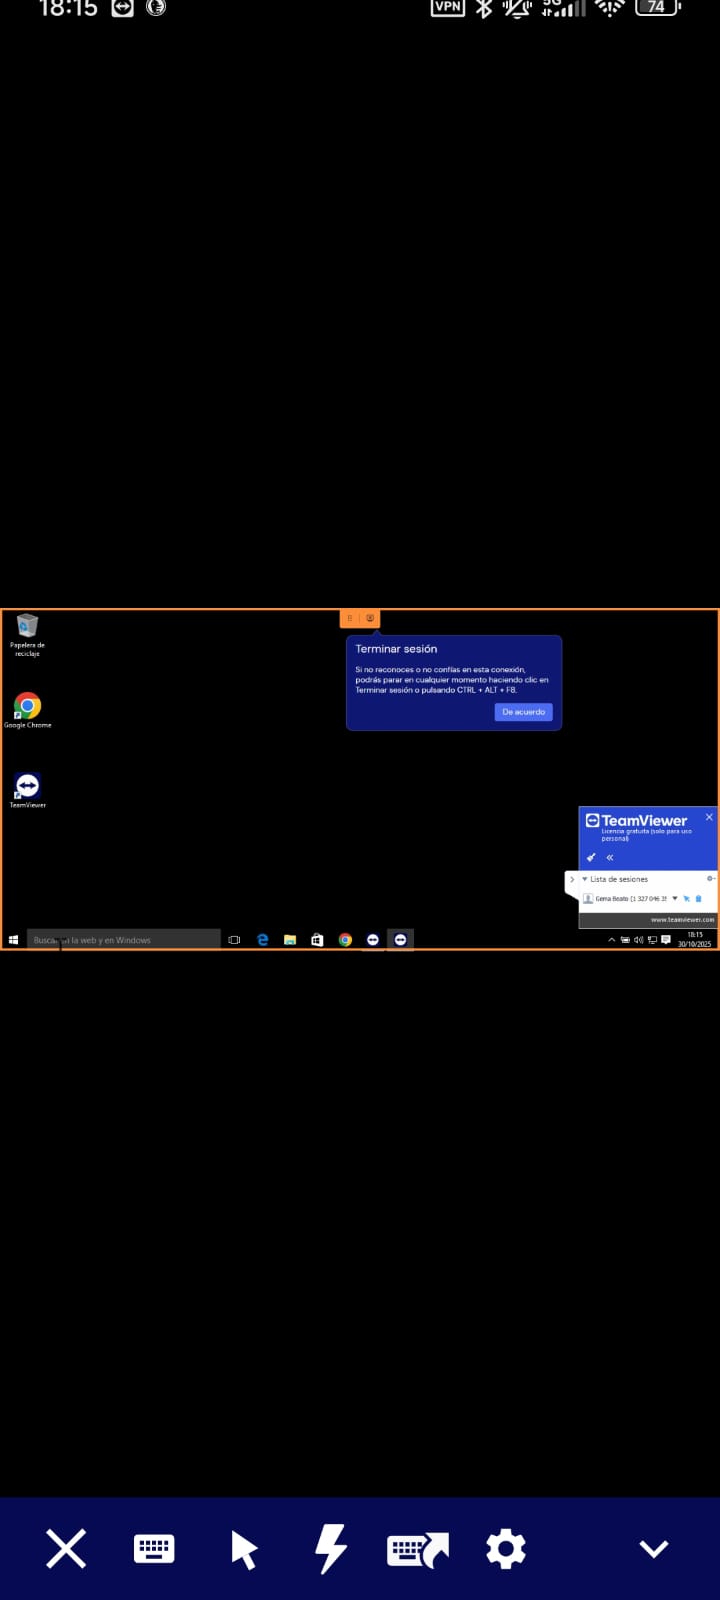 18:15
VPN
5G
74
Papelera de
reciclaje
Google Chrome
TeamViewer
Terminar sesión
Si no reconoces o no confías en esta conexión,
podrás parar en cualquier momento haciendo clic en
Terminar sesión o pulsando CTRL + ALT + F8.
De acuerdo
TeamViewer
Licencia gratuita (solo para uso
personal)
Lista de sesiones
Gema Beato (1 327 046 3
www.teamviewer.com
Buscar en la web y en Windows
18:15
30/10/2025